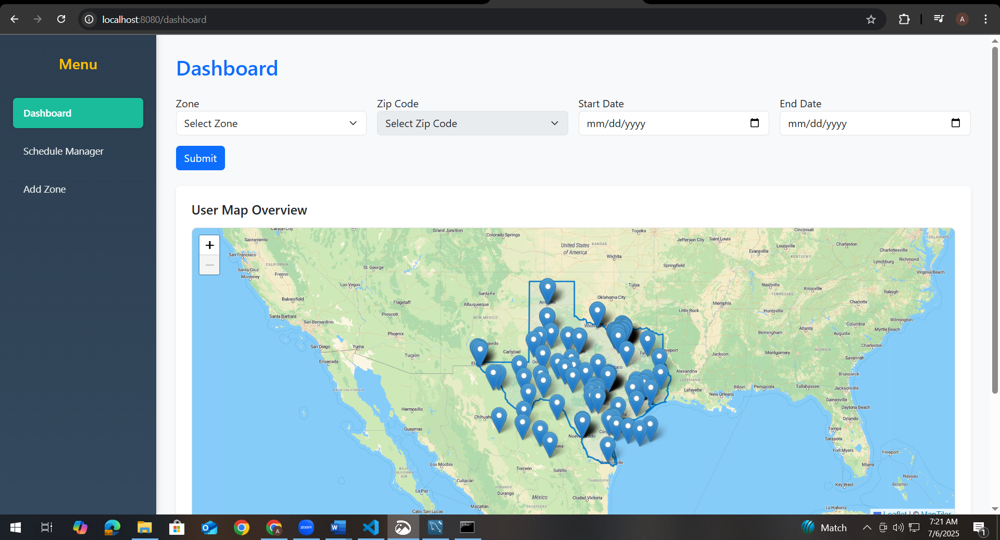 localhost:8080/dashboard
A
Menu
Dashboard
Schedule Manager
Add Zone
Dashboard
Zone
Zip Code
Start Date
End Date
Select Zone
Select Zip Code
mm/dd/yyyy
mm/dd/yyyy
Submit
User Map Overview
+
−
Carson City
Sacramento
San Francisco
CALIFORNIA
Santa Cruz
Monterey
Fresno
Las Vegas
St. George
Grand Junction
Colorado Springs
United States
of America
KANSAS
Topeka
Wichita
Jefferson City
Saint Louis
Cincinnati
Louisville
Evansville
KENTUCKY
Charleston
Charlottesville
Richmond
Lynchburg
DELAWARE
Virginia Beach
Springfield
Bakersfield
Santa Barbara
San Bernardino
Flagstaff
Prescott
Santa Fe
Albuquerque
NEW MEXICO
Tulsa
Oklahoma City
Nashville
TENNESSEE
Knoxville
Raleigh
Charlotte
Memphis
Huntsville
Little Rock
Wilmington
Columbia
Myrtle Beach
Atlanta
Augusta
Birmingham
Charleston
GEORGIA
San Diego
Yuma
Phoenix
Tucson
Ensenada
Carlsbad
Jackson
Montgomery
Savannah
Brunswick
Alexandria
LOUISIANA
Lafayette
Biloxi
Pensacola
Tallahassee
Jacksonville
New Orleans
Gainesville
Daytona Beach
Orlando
BAJA CALIFORNIA
Hermosillo
Guaymas
Tampa
Sarasota
Fort Myers
Freeport
Miami
Nassau
Bahamas
Key West
La Habana
Los Mochis
BAJA
CALIFORNIA
SUR
Culiacán
La Paz
Torreón
Saltillo
DURANGO
Durango
México
ZACATECAS
TAMAULIPAS
Ciudad Victoria
Mazatlán
Cabo San Lucas
Leaflet | © MapTiler
zoom
A
Match
7:21 AM
7/6/2025
1